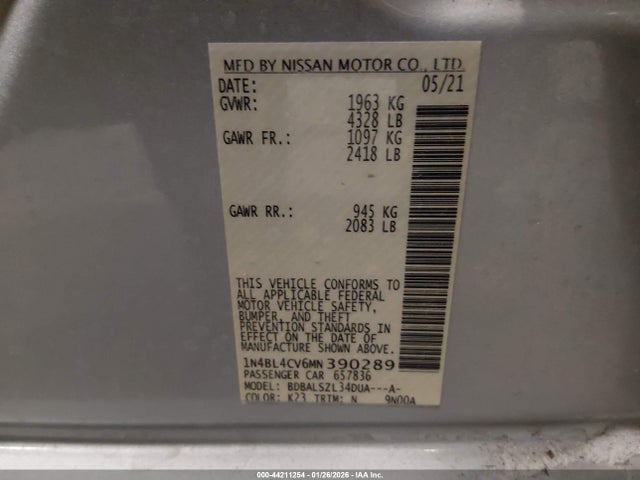 MFD BY NISSAN MOTOR CO., LTD.
DATE: 05/21
GVWR: 1963 KG
4328 LB
GAWR FR.: 1097 KG
2418 LB
GAWR RR.: 945 KG
2083 LB
THIS VEHICLE CONFORMS TO
ALL APPLICABLE FEDERAL
MOTOR VEHICLE SAFETY,
BUMPER, AND THEFT
PREVENTION STANDARDS IN
EFFECT ON THE DATE OF
MANUFACTURE SHOWN ABOVE.
1N4BL4CV6MN390289
PASSENGER CAR 657836
MODEL: BDBALSZL34DUA---A-
COLOR: K23 TRIM: N 9N00A
000-44211254 | 01/26/2026 | IAA Inc.